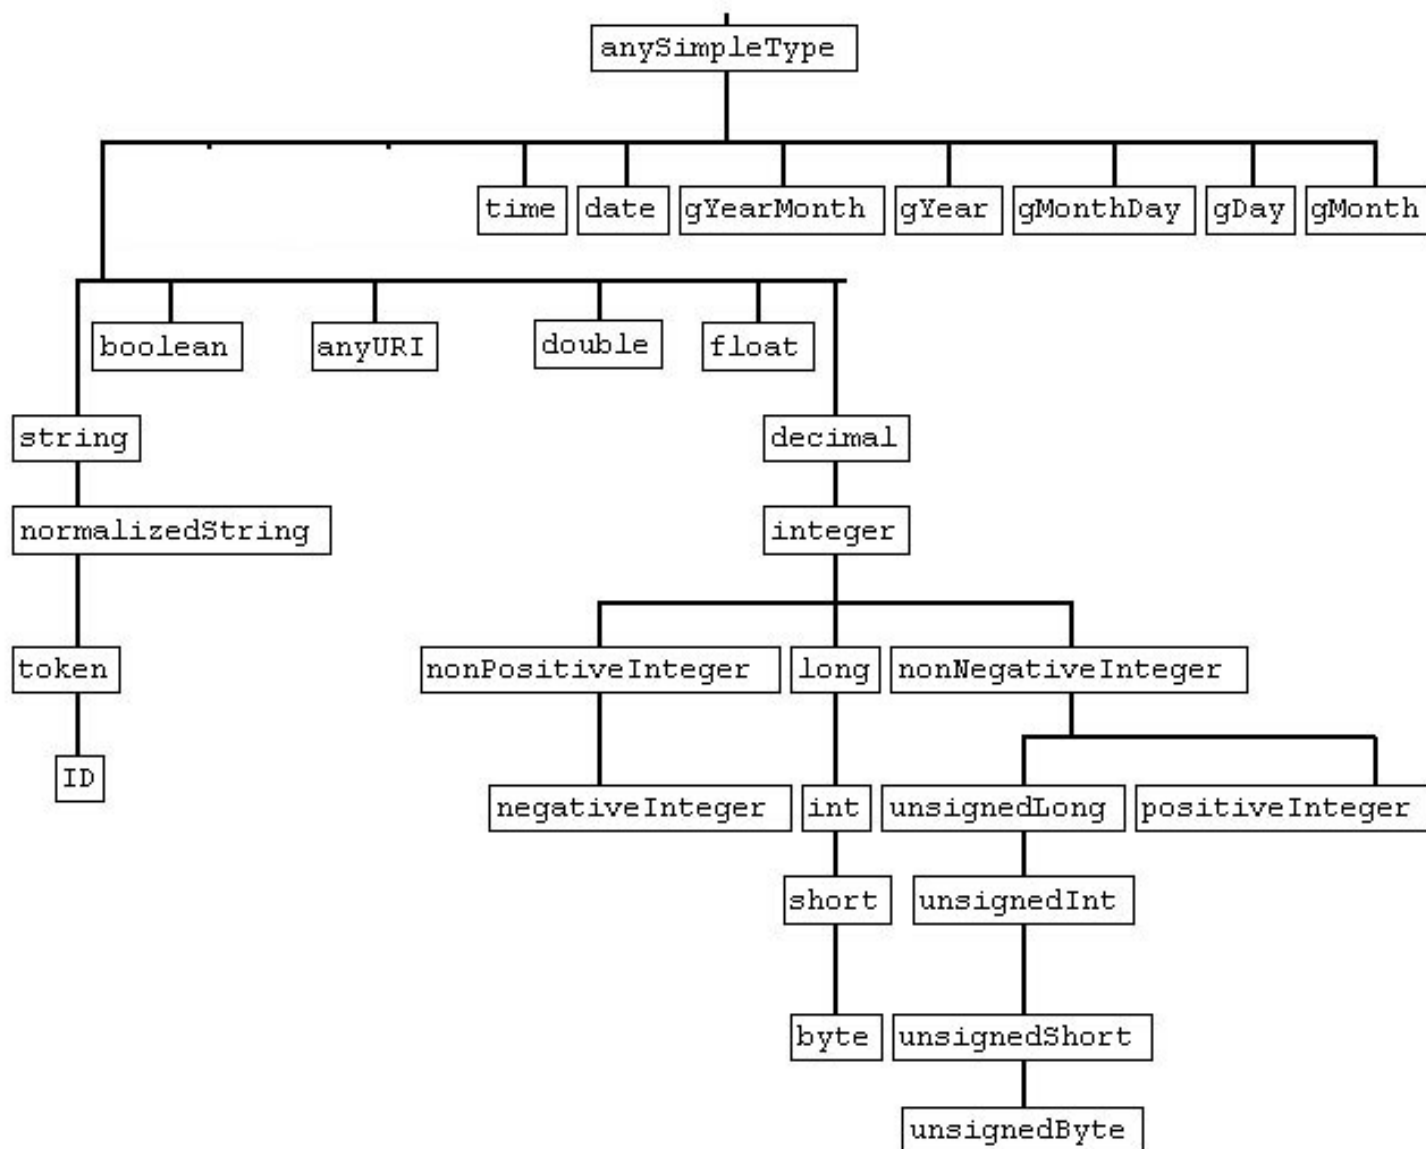 anySimpleType
time date gYearMonth gYear gMonthDay gDay gMonth
boolean anyURI double float
string decimal
normalizedString integer
token nonPositiveInteger long nonNegativeInteger
ID
negativeInteger int unsignedLong positiveInteger
short unsignedInt
byte unsignedShort
unsignedByte